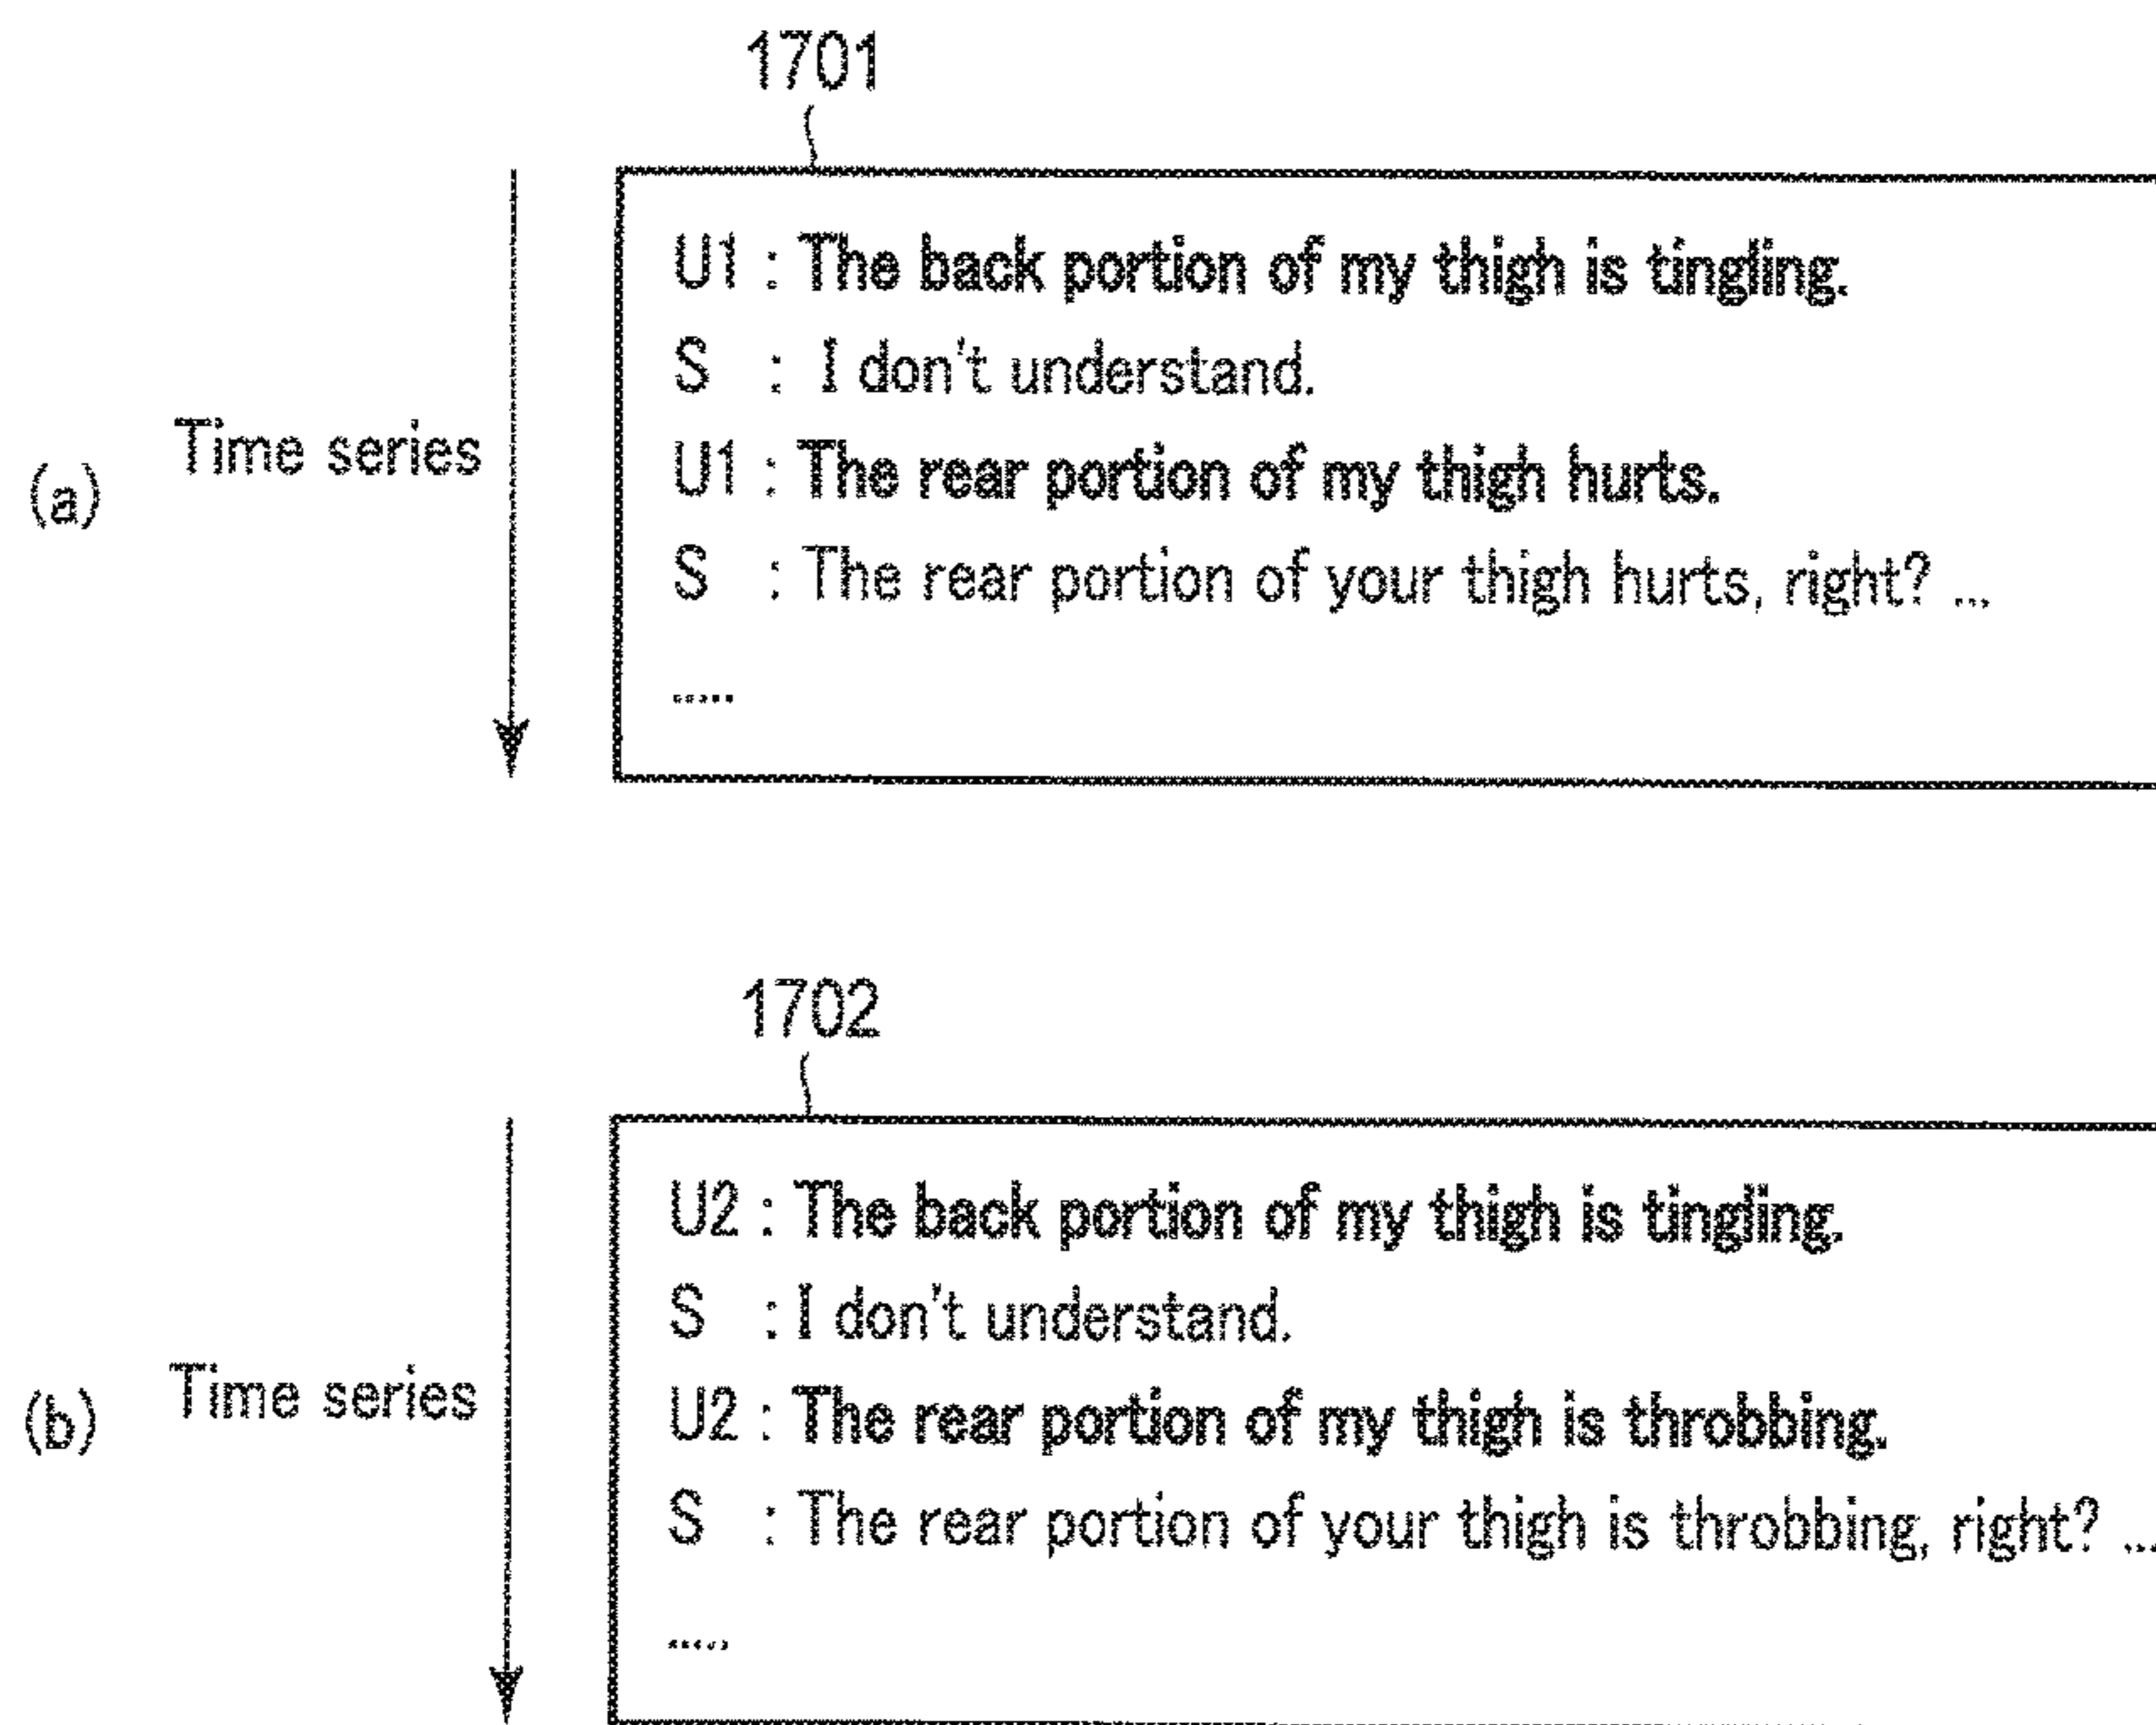 1701
U1 : The back portion of my thigh is tingling.
S : I don't understand.
(a) Time series
U1 : The rear portion of my thigh hurts.
S : The rear portion of your thigh hurts, right? ...
.....
1702
U2 : The back portion of my thigh is tingling.
S : I don't understand.
(b) Time series
U2 : The rear portion of my thigh is throbbing.
S : The rear portion of your thigh is throbbing, right? ...
.....